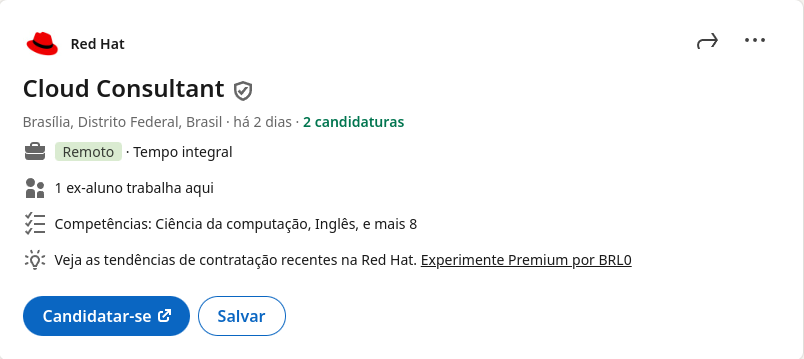 Red Hat
Cloud Consultant
Brasília, Distrito Federal, Brasil · há 2 dias · 2 candidaturas
Remoto · Tempo integral
1 ex-aluno trabalha aqui
Competências: Ciência da computação, Inglês, e mais 8
Veja as tendências de contratação recentes na Red Hat. Experimente Premium por BRL0
Candidatar-se Salvar